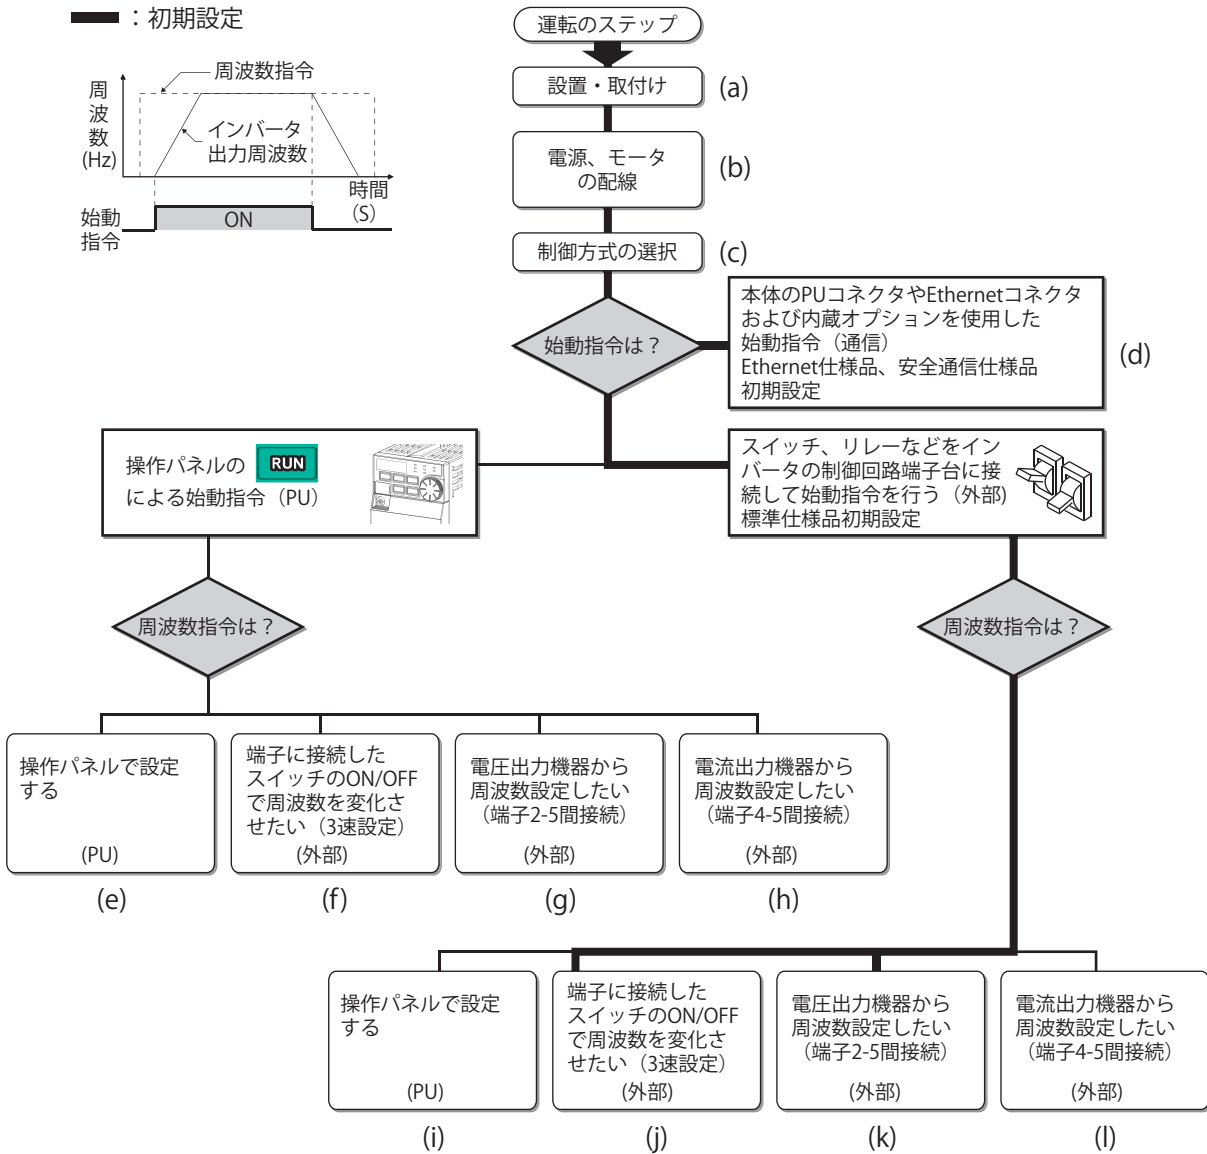 ：初期設定
運転のステップ
周波数指令
周波数(Hz)
インバータ
出力周波数
時間
（S）
始動
指令
ON
設置・取付け
(a)
電源、モータ
の配線
(b)
制御方式の選択
(c)
始動指令は？
本体のPUコネクタやEthernetコネクタ
および内蔵オプションを使用した
始動指令（通信）
Ethernet仕様品、安全通信仕様品
初期設定
(d)
操作パネルの RUN
による始動指令（PU）
スイッチ、リレーなどをイン
バータの制御回路端子台に接
続して始動指令を行う（外部)
標準仕様品初期設定
周波数指令は？
周波数指令は？
操作パネルで設定
する
(PU)
(e)
端子に接続した
スイッチのON/OFF
で周波数を変化さ
せたい（3速設定）
(外部)
(f)
電圧出力機器から
周波数設定したい
（端子2-5間接続）
(外部)
(g)
電流出力機器から
周波数設定したい
（端子4-5間接続）
(外部)
(h)
操作パネルで設定
する
(PU)
(i)
端子に接続した
スイッチのON/OFF
で周波数を変化さ
せたい（3速設定）
(外部)
(j)
電圧出力機器から
周波数設定したい
（端子2-5間接続）
(外部)
(k)
電流出力機器から
周波数設定したい
（端子4-5間接続）
(外部)
(l)